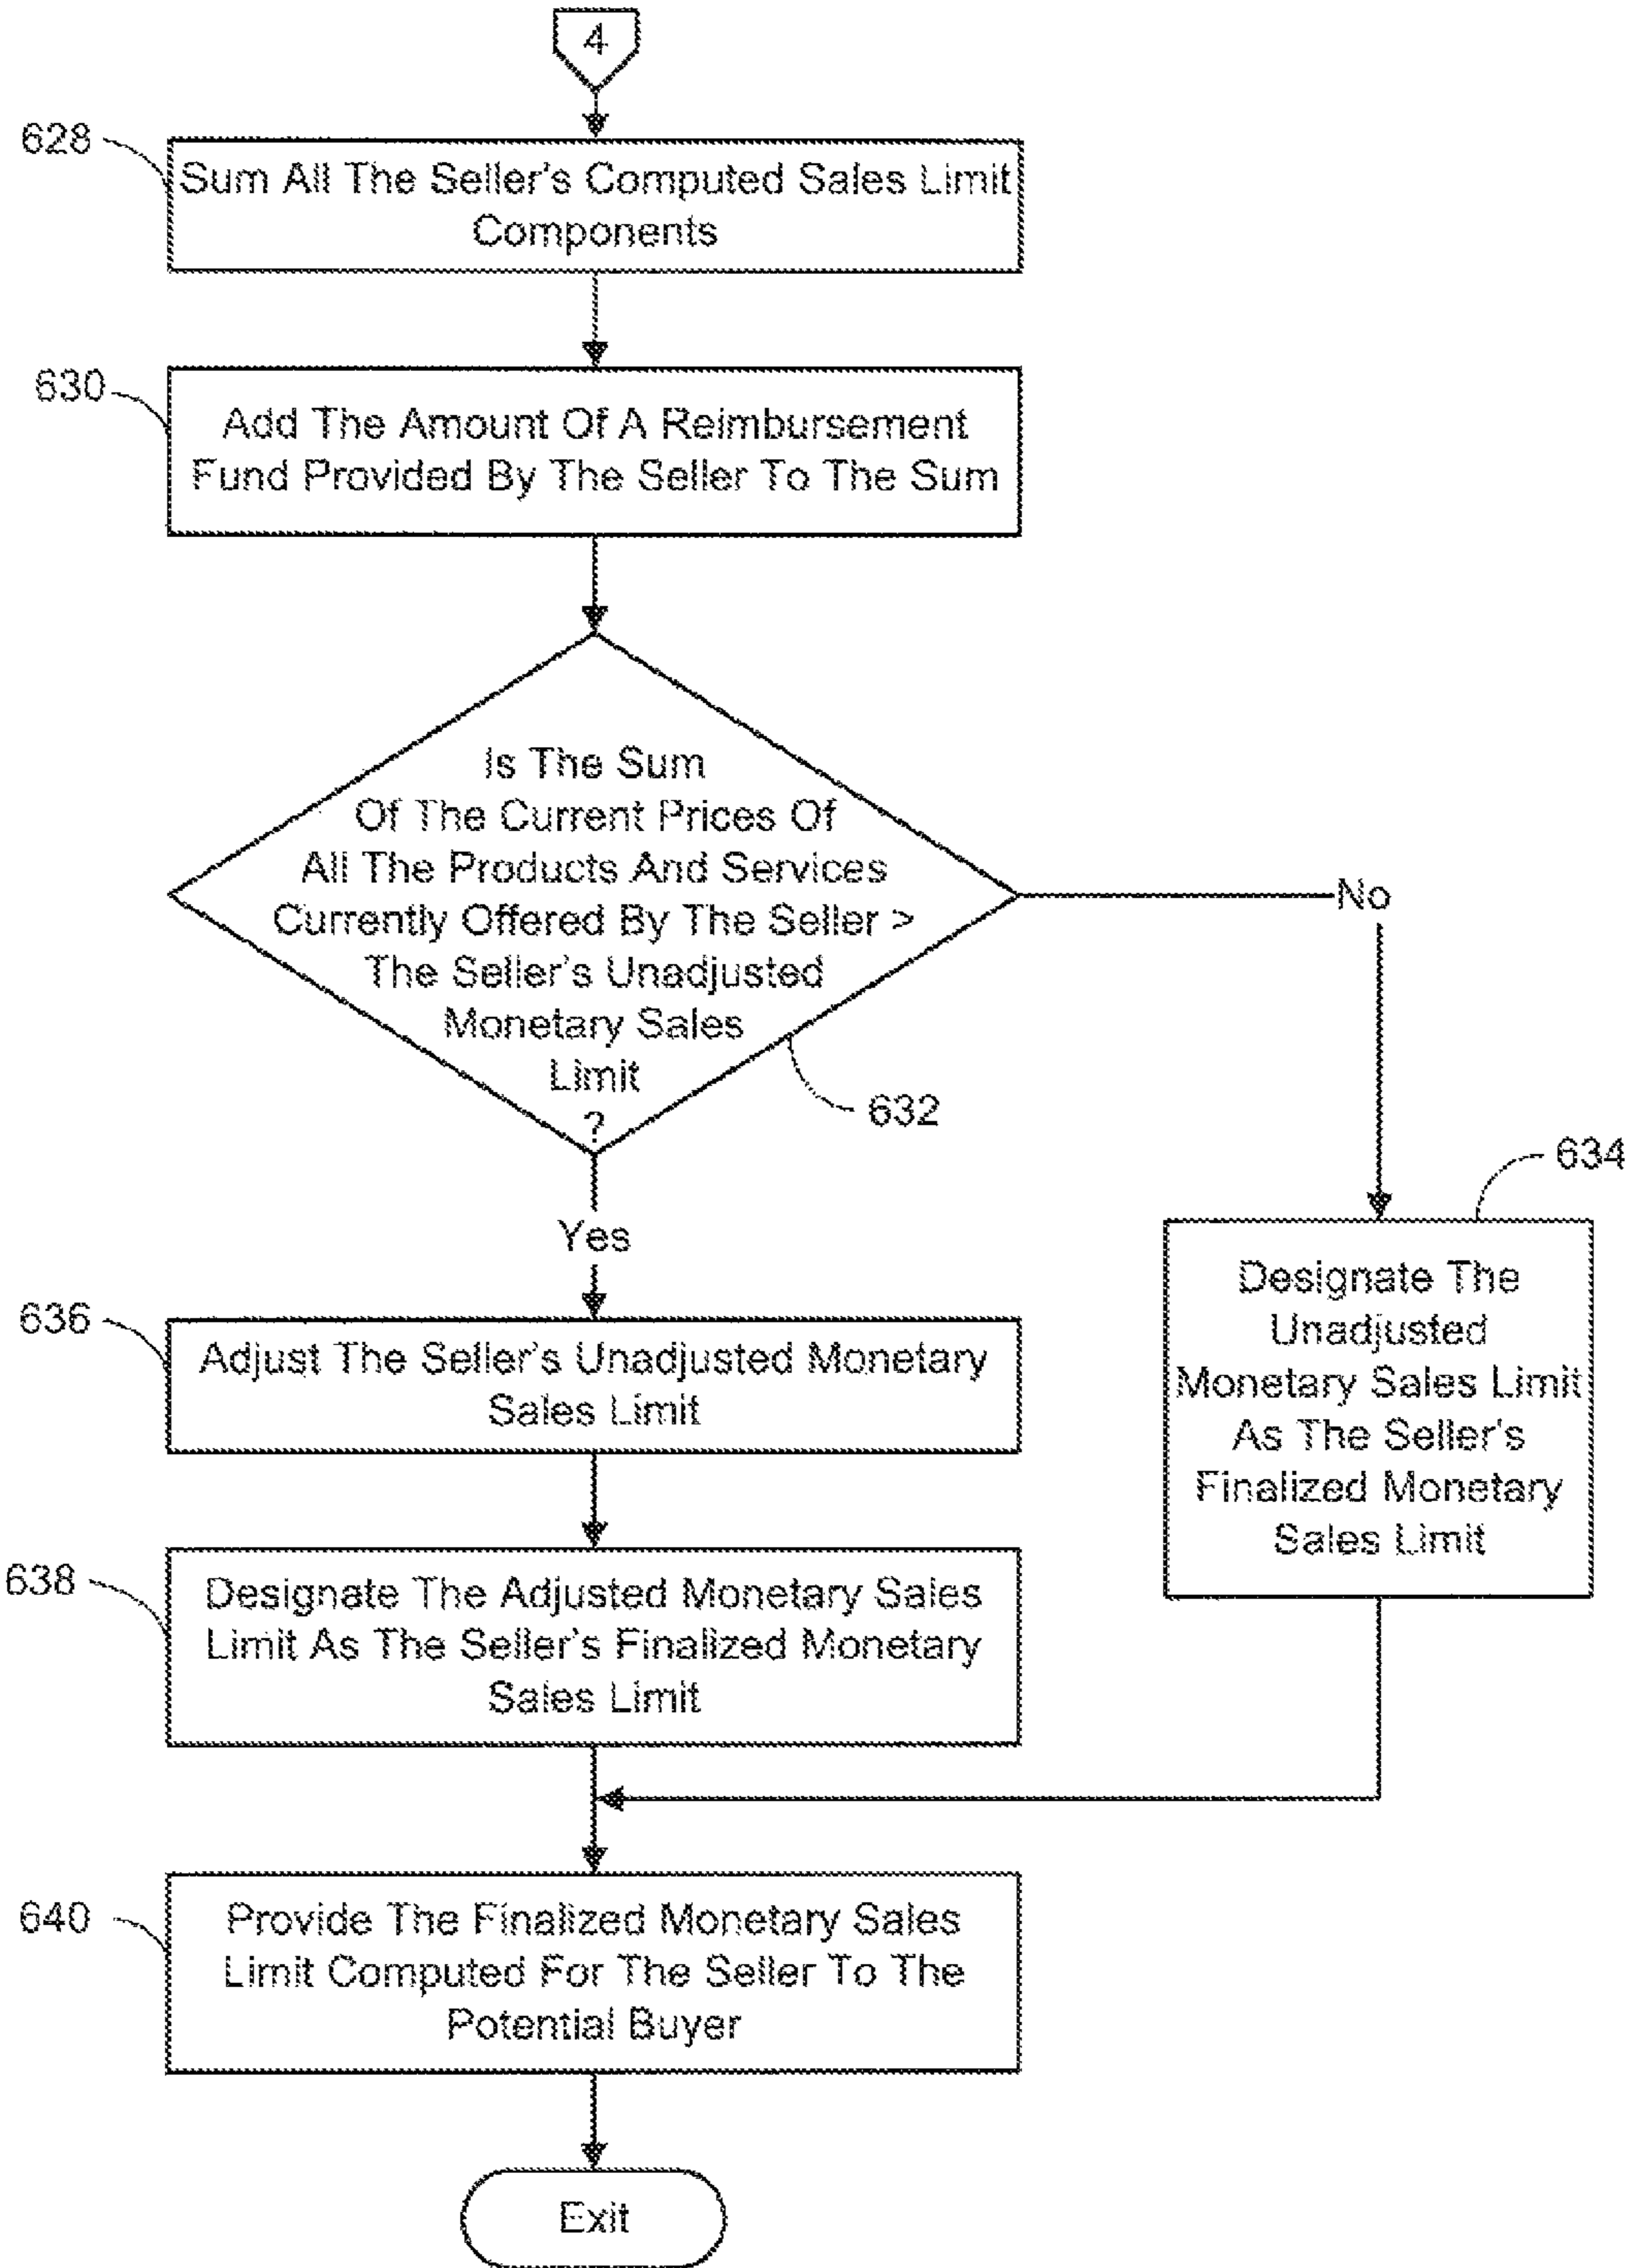 4
628
Sum All The Seller's Computed Sales Limit
Components
630
Add The Amount Of A Reimbursement
Fund Provided By The Seller To The Sum
Is The Sum
Of The Current Prices Of
All The Products And Services
Currently Offered By The Seller >
The Seller's Unadjusted
Monetary Sales
Limit
?
632
No
Yes
634
Designate The
Unadjusted
Monetary Sales Limit
As The Seller's
Finalized Monetary
Sales Limit
636
Adjust The Seller's Unadjusted Monetary
Sales Limit
638
Designate The Adjusted Monetary Sales
Limit As The Seller's Finalized Monetary
Sales Limit
640
Provide The Finalized Monetary Sales
Limit Computed For The Seller To The
Potential Buyer
Exit